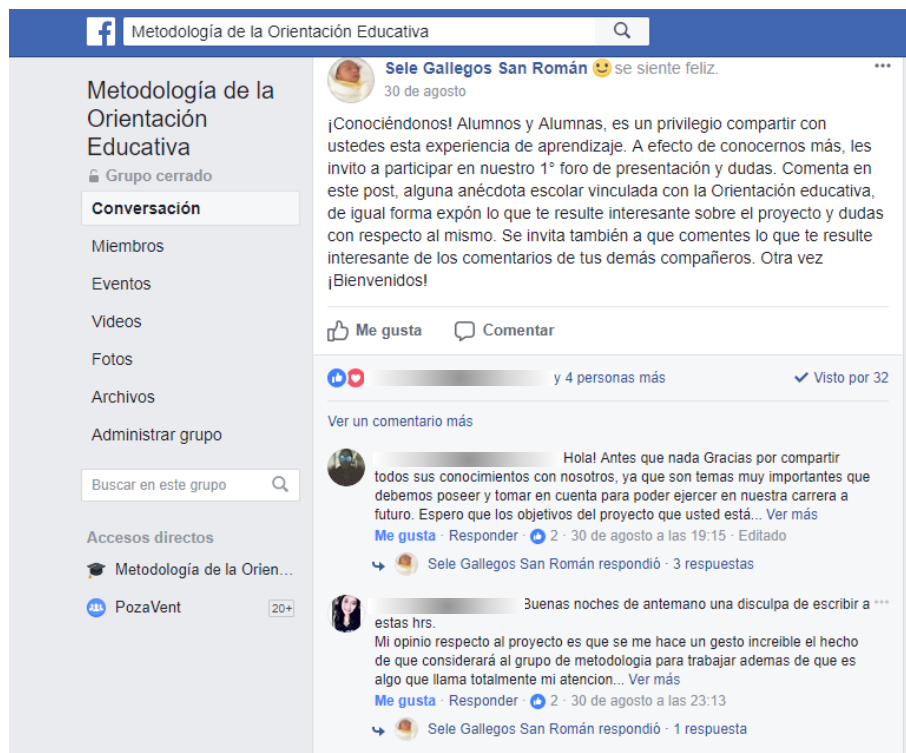 Metodología de la Orientación Educativa
Metodología de la
Orientación
Educativa
Grupo cerrado
Conversación
Miembros
Eventos
Videos
Fotos
Archivos
Administrar grupo
Buscar en este grupo
Accesos directos
Metodología de la Orien...
PozaVent 20+
Sele Gallegos San Román se siente feliz.
30 de agosto
¡Conociéndonos! Alumnos y Alumnas, es un privilegio compartir con
ustedes esta experiencia de aprendizaje. A efecto de conocernos más, les
invito a participar en nuestro 1° foro de presentación y dudas. Comenta en
este post, alguna anécdota escolar vinculada con la Orientación educativa,
de igual forma expón lo que te resulte interesante sobre el proyecto y dudas
con respecto al mismo. Se invita también a que comentes lo que te resulte
interesante de los comentarios de tus demás compañeros. Otra vez
¡Bienvenidos!
Me gusta Comentar
y 4 personas más Visto por 32
Ver un comentario más
Hola! Antes que nada Gracias por compartir
todos sus conocimientos con nosotros, ya que son temas muy importantes que
debemos poseer y tomar en cuenta para poder ejercer en nuestra carrera a
futuro. Espero que los objetivos del proyecto que usted está... Ver más
Me gusta · Responder · 2 · 30 de agosto a las 19:15 · Editado
Sele Gallegos San Román respondió · 3 respuestas
Buenas noches de antemano una disculpa de escribir a
estas hrs.
Mi opinio respecto al proyecto es que se me hace un gesto increible el hecho
de que considerará al grupo de metodologia para trabajar ademas de que es
algo que llama totalmente mi atencion... Ver más
Me gusta · Responder · 2 · 30 de agosto a las 23:13
Sele Gallegos San Román respondió · 1 respuesta